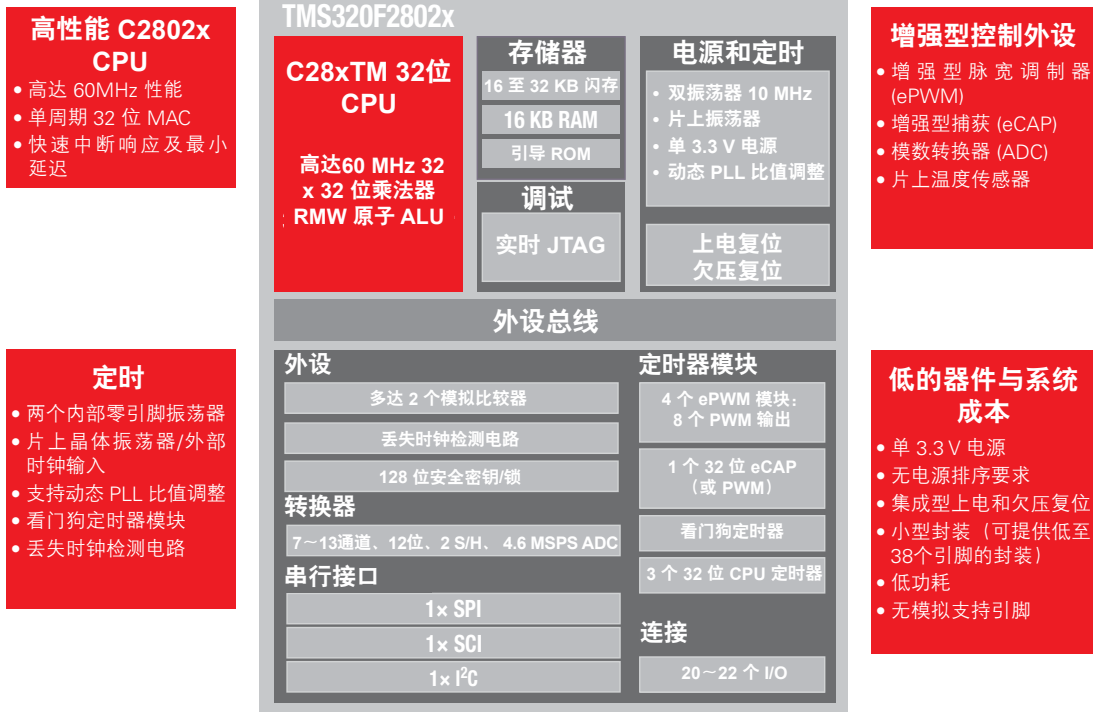 高性能 C2802x
CPU
• 高达 60MHz 性能
• 单周期 32 位 MAC
• 快速中断响应及最小
延迟
定时
• 两个内部零引脚振荡器
• 片上晶体振荡器/外部
时钟输入
• 支持动态 PLL 比值调整
• 看门狗定时器模块
• 丢失时钟检测电路
TMS320F2802x
C28xTM 32位
CPU
高达60 MHz 32
x 32 位乘法器
RMW 原子 ALU
存储器
16 至 32 KB 闪存
16 KB RAM
引导 ROM
调试
实时 JTAG
电源和定时
• 双振荡器 10 MHz
• 片上振荡器
• 单 3.3 V 电源
• 动态 PLL 比值调整
上电复位
欠压复位
外设总线
外设
多达 2 个模拟比较器
丢失时钟检测电路
128 位安全密钥/锁
转换器
7～13通道、12位、2 S/H、 4.6 MSPS ADC
串行接口
1× SPI
1× SCI
1× I²C
定时器模块
4 个 ePWM 模块：
8 个 PWM 输出
1 个 32 位 eCAP
（或 PWM）
看门狗定时器
3 个 32 位 CPU 定时器
连接
20～22 个 I/O
增强型控制外设
• 增强型脉宽调制器
(ePWM)
• 增强型捕获 (eCAP)
• 模数转换器 (ADC)
• 片上温度传感器
低的器件与系统
成本
• 单 3.3 V 电源
• 无电源排序要求
• 集成型上电和欠压复位
• 小型封装（可提供低至
38个引脚的封装）
• 低功耗
• 无模拟支持引脚